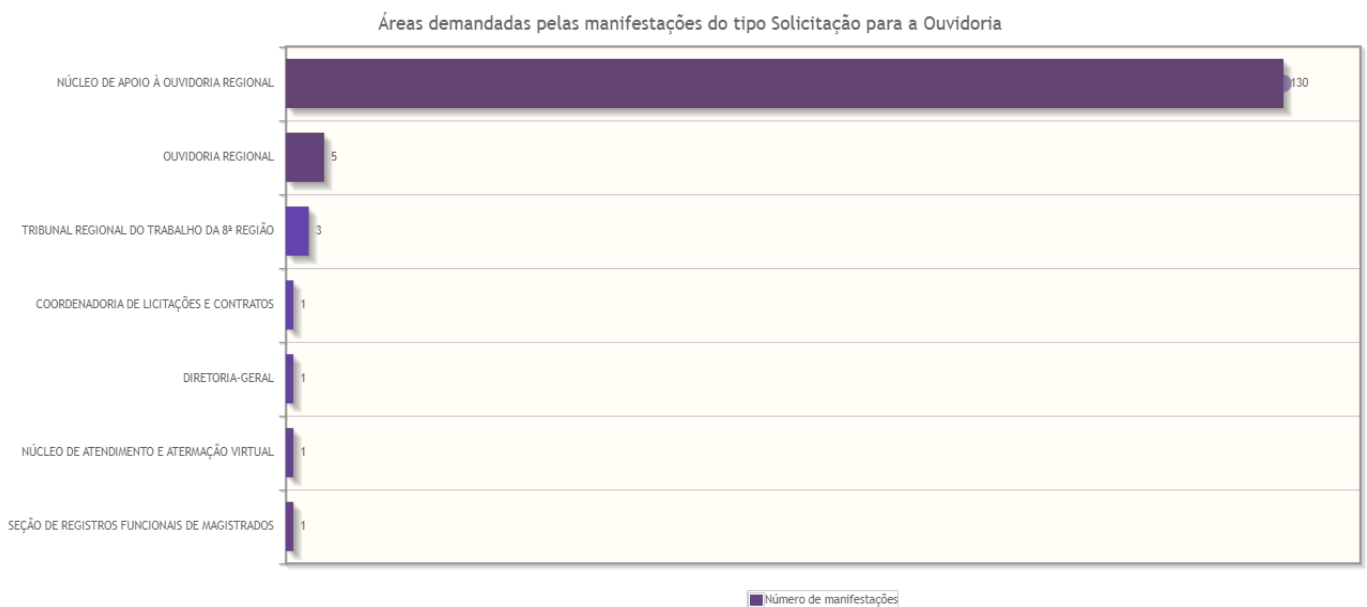 Áreas demandadas pelas manifestações do tipo Solicitação para a Ouvidoria
NÚCLEO DE APOIO À OUVIDORIA REGIONAL
130
OUVIDORIA REGIONAL
5
TRIBUNAL REGIONAL DO TRABALHO DA 8ª REGIÃO
3
COORDENADORIA DE LICITAÇÕES E CONTRATOS
1
DIRETORIA-GERAL
1
NÚCLEO DE ATENDIMENTO E ATERMAÇÃO VIRTUAL
1
SEÇÃO DE REGISTROS FUNCIONAIS DE MAGISTRADOS
1
Número de manifestações